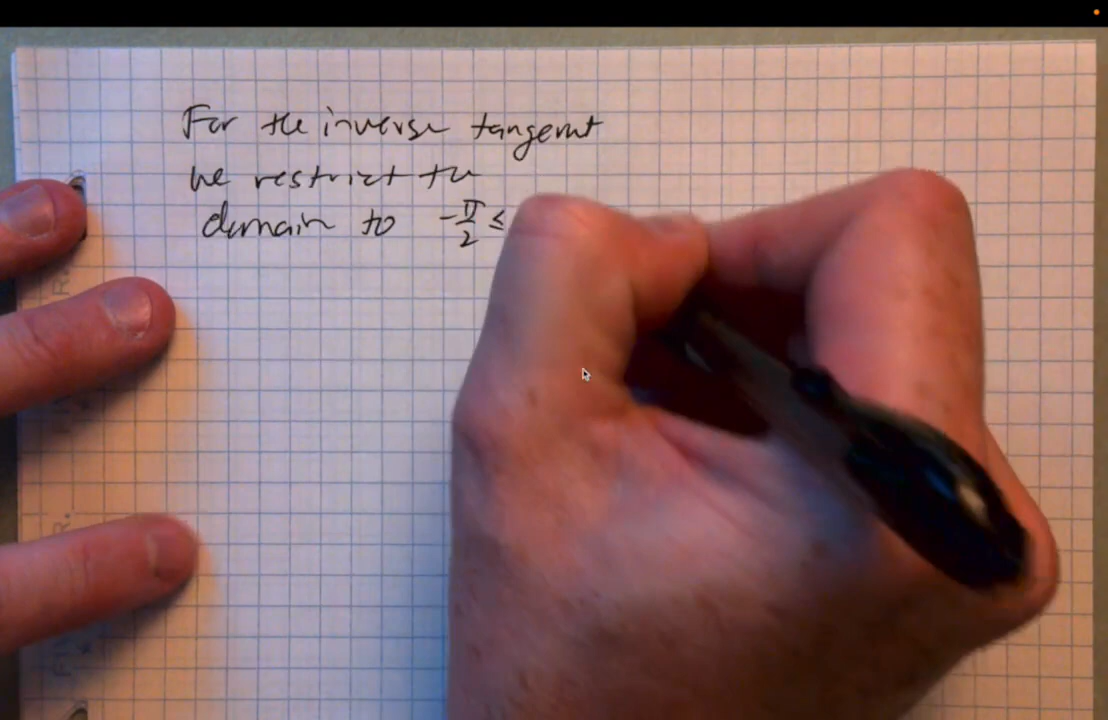 For the inverse tangent
we restrict the
domain to -π/2 ≤